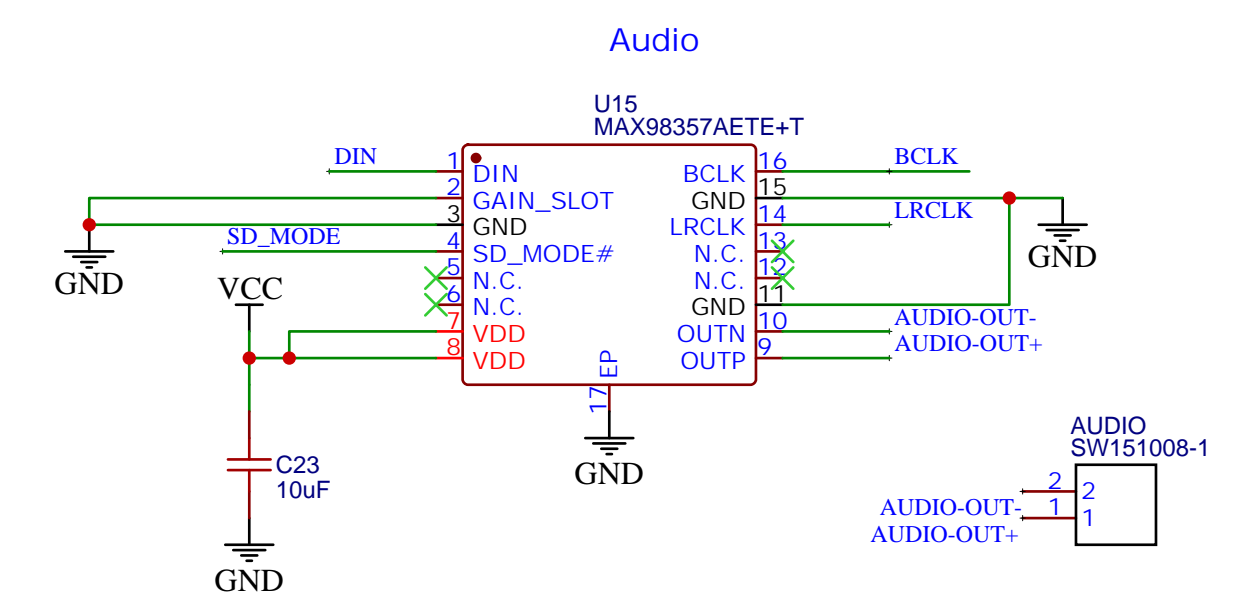 Audio
U15
MAX98357AETE+T
DIN
1
DIN
2
GAIN_SLOT
3
GND
SD_MODE
4
SD_MODE#
5
N.C.
6
N.C.
7
VDD
8
VDD
GND
VCC
C23
10uF
GND
EP
17
GND
16
BCLK
BCLK
15
GND
14
LRCLK
LRCLK
13
N.C.
12
N.C.
11
GND
10
OUTN
AUDIO-OUT-
9
OUTP
AUDIO-OUT+
GND
AUDIO
SW151008-1
2
2
AUDIO-OUT-
1
1
AUDIO-OUT+